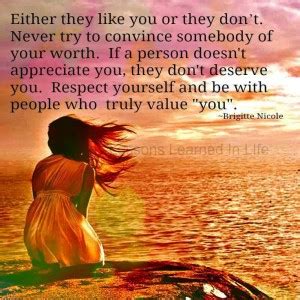 Either they like you or they don't.
Never try to convince somebody of
your worth. If a person doesn't
appreciate you, they don't deserve
you. Respect yourself and be with
people who truly value "you".
~Brigitte Nicole
Learned In Life